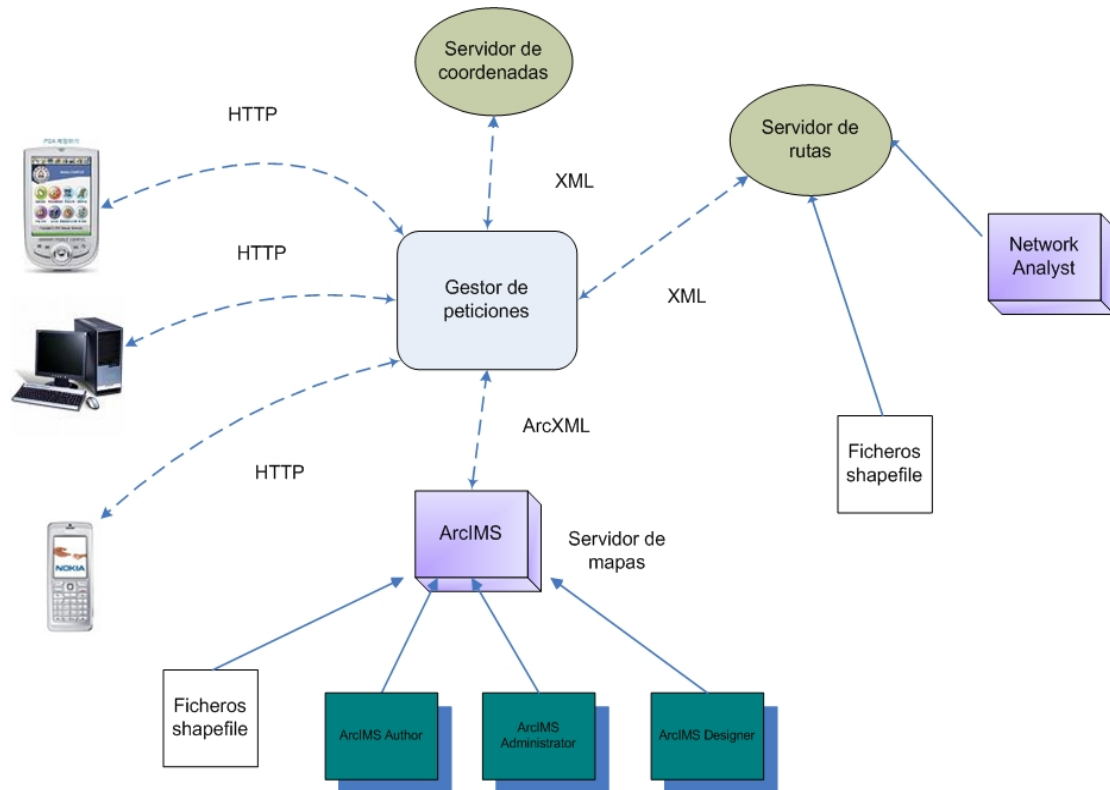 Servidor de
coordenadas
HTTP
Servidor de
rutas
XML
Network
Analyst
HTTP
Gestor de
peticiones
XML
ArcXML
HTTP
Ficheros
shapefile
ArcIMS
Servidor de
mapas
NOKIA
Ficheros
shapefile
ArcIMS Author
ArcIMS
Administrator
ArcIMS Designer